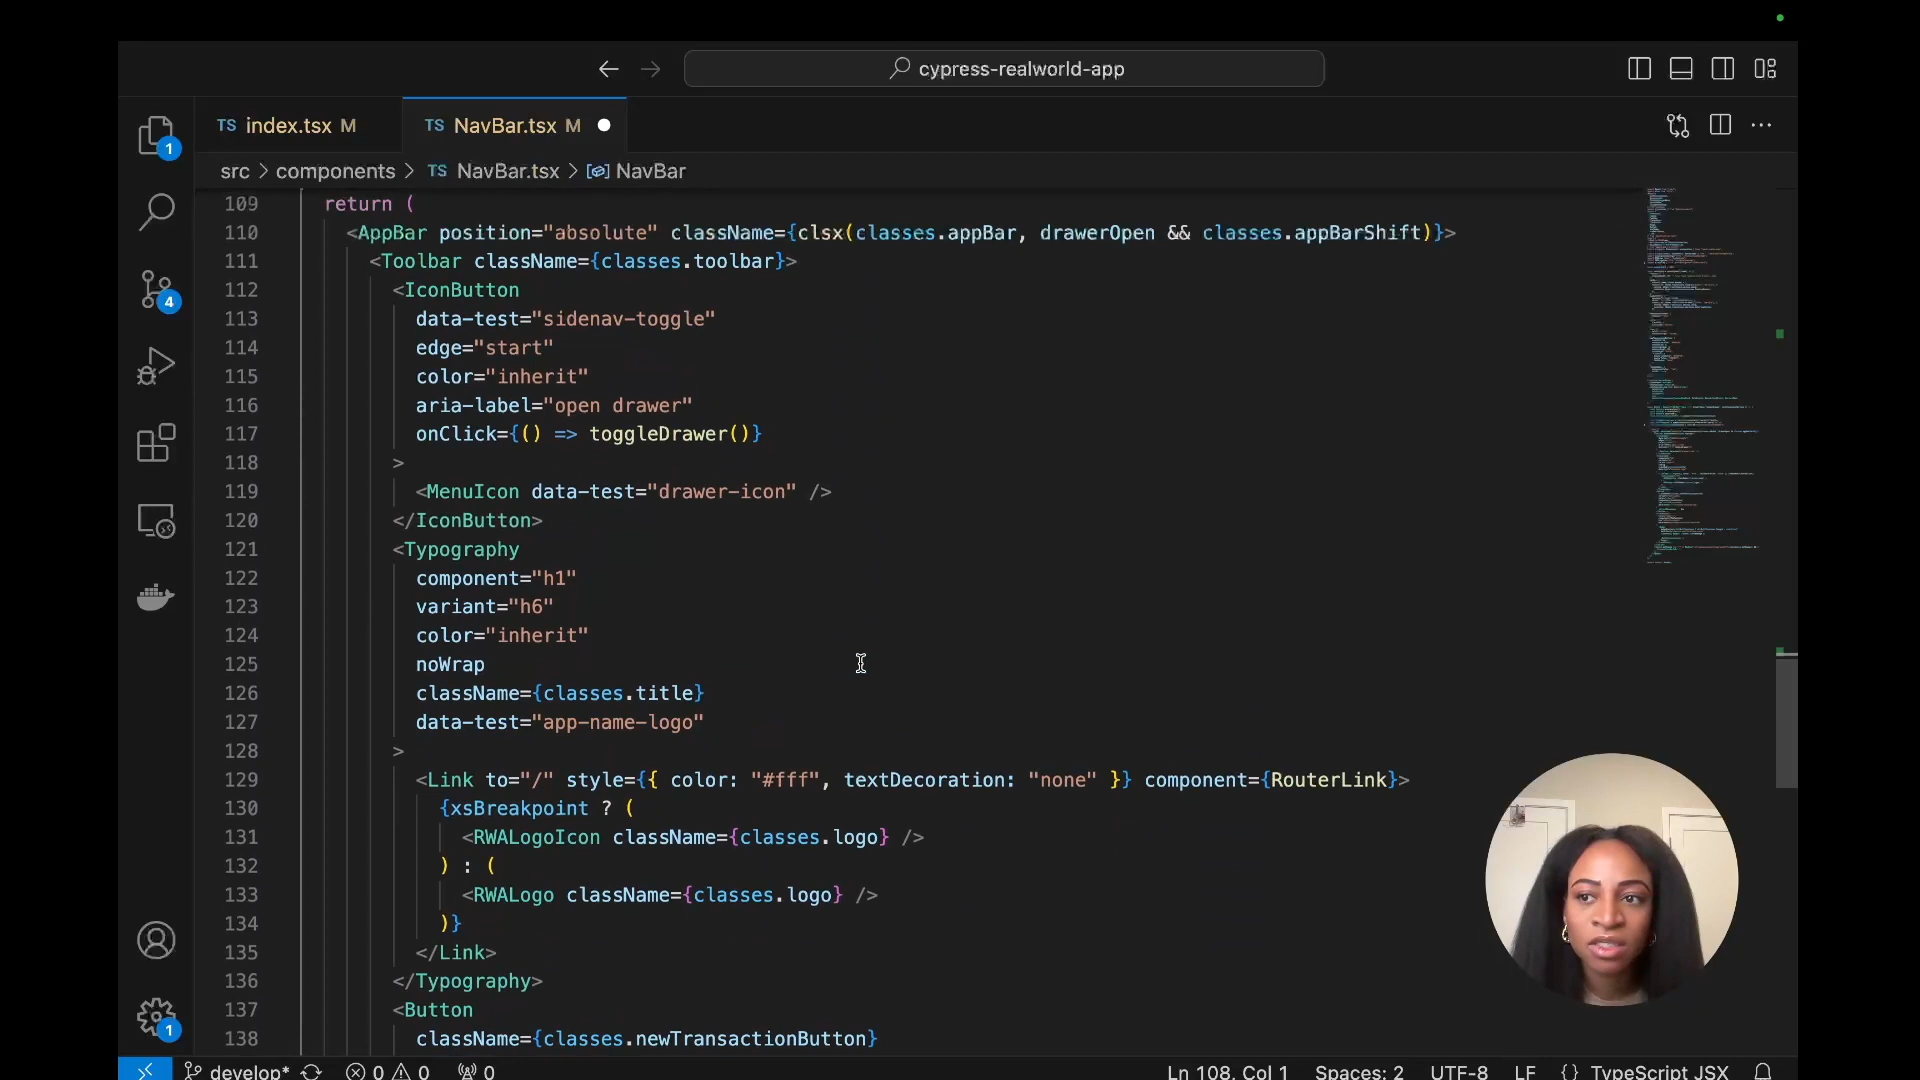 cypress-realworld-app
TS index.tsx M
TS NavBar.tsx M
src > components > TS NavBar.tsx > NavBar
109 return (
110 <AppBar position="absolute" className={clsx(classes.appBar, drawerOpen && classes.appBarShift)}>
111 <Toolbar className={classes.toolbar}>
112 <IconButton
113 data-test="sidenav-toggle"
114 edge="start"
115 color="inherit"
116 aria-label="open drawer"
117 onClick={() => toggleDrawer()}
118 >
119 <MenuIcon data-test="drawer-icon" />
120 </IconButton>
121 <Typography
122 component="h1"
123 variant="h6"
124 color="inherit"
125 noWrap
126 className={classes.title}
127 data-test="app-name-logo"
128 >
129 <Link to="/" style={{ color: "#fff", textDecoration: "none" }} component={RouterLink}>
130 {xsBreakpoint ? (
131 <RWALogoIcon className={classes.logo} />
132 ) : (
133 <RWALogo className={classes.logo} />
134 )}
135 </Link>
136 </Typography>
137 <Button
138 className={classes.newTransactionButton}
1
4
1
develop* 0 0 0 Ln 108, Col 1 Spaces: 2 UTF-8 LF {} TypeScript JSX